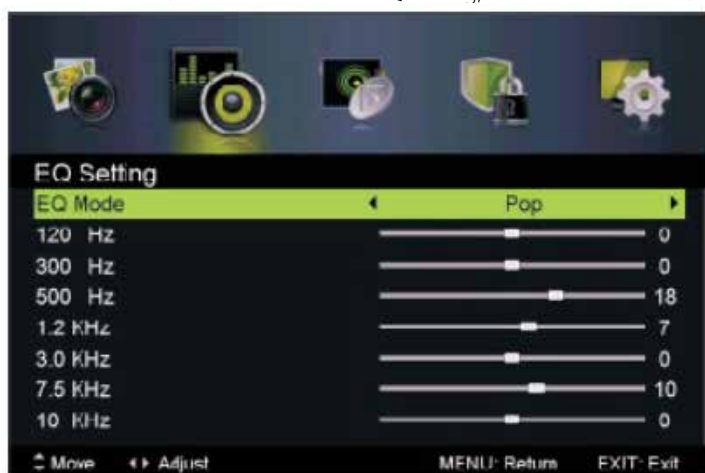 EQ Setting
EQ Mode Pop
120 Hz 0
300 Hz 0
500 Hz 18
1.2 KHz 7
3.0 KHz 0
7.5 KHz 10
10 KHz 0
Move Adjust MENU: Return EXIT: Exit